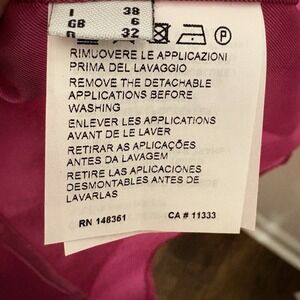 I 38
GB 6
D 32
P
RIMUOVERE LE APPLICAZIONI
PRIMA DEL LAVAGGIO
REMOVE THE DETACHABLE
APPLICATIONS BEFORE
WASHING
ENLEVER LES APPLICATIONS
AVANT DE LE LAVER
RETIRAR AS APLICAÇÕES
ANTES DA LAVAGEM
RETIRE LAS APLICACIONES
DESMONTABLES ANTES DE
LAVARLAS
RN 148361 CA # 11333